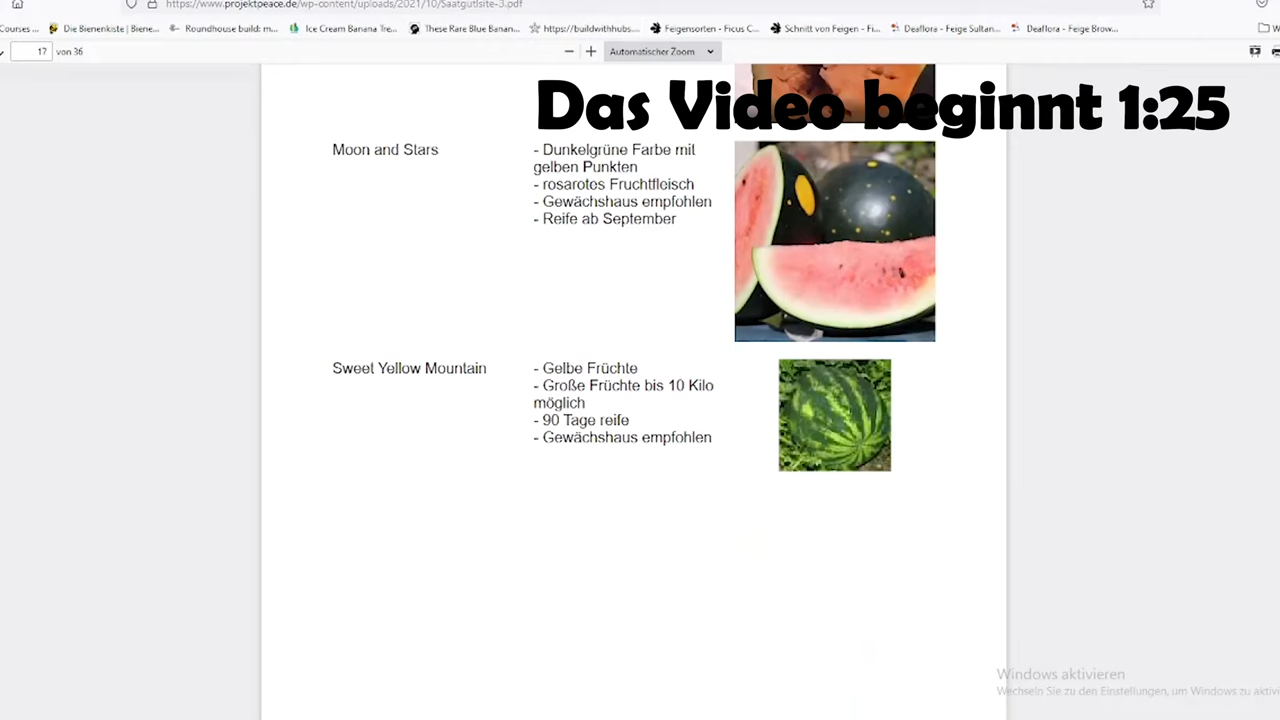 https://www.projektpeace.de/wp-content/uploads/2021/10/Saatgutlsite-3.pdf
Courses ... Die Bienenkiste | Biene... Roundhouse build: m... Ice Cream Banana Tre... These Rare Blue Banan... https://buildwithhubs... Feigensorten - Ficus C... Schnitt von Feigen - Fi... Deaflora - Feige Sultan... Deaflora - Feige Brow...
17 von 36 Automatischer Zoom
Das Video beginnt 1:25
Moon and Stars
- Dunkelgrüne Farbe mit
gelben Punkten
- rosarotes Fruchtfleisch
- Gewächshaus empfohlen
- Reife ab September
Sweet Yellow Mountain
- Gelbe Früchte
- Große Früchte bis 10 Kilo
möglich
- 90 Tage reife
- Gewächshaus empfohlen
Windows aktivieren
Wechseln Sie zu den Einstellungen, um Windows zu aktivi